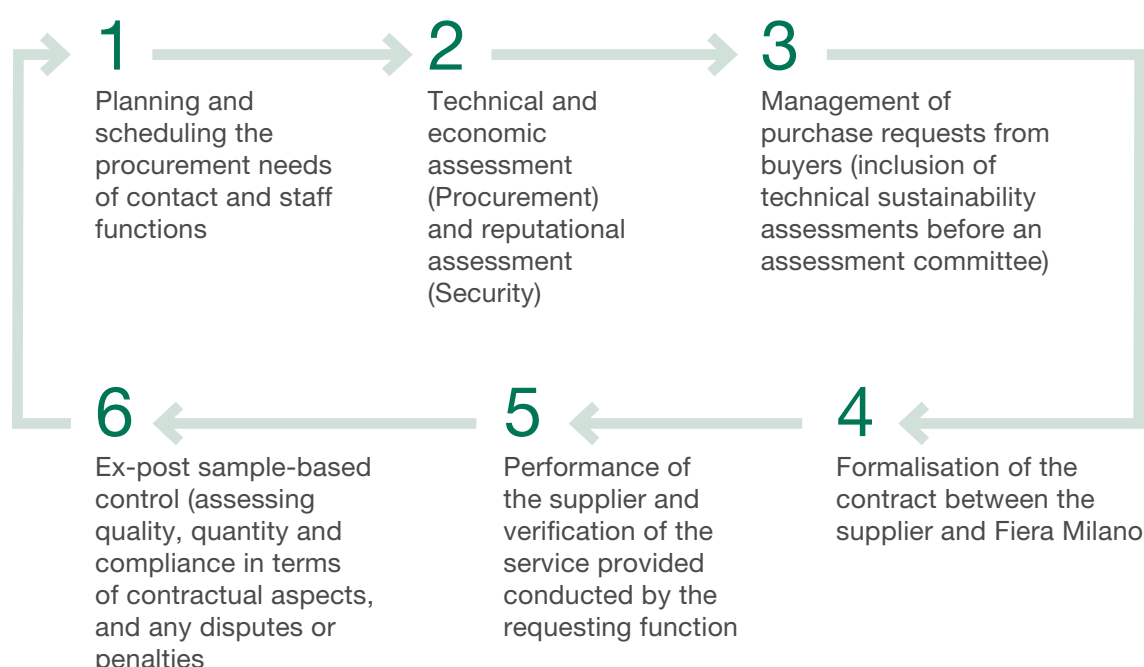 1
Planning and
scheduling the
procurement needs
of contact and staff
functions
2
Technical and
economic
assessment
(Procurement)
and reputational
assessment
(Security)
3
Management of
purchase requests from
buyers (inclusion of
technical sustainability
assessments before an
assessment committee)
4
Formalisation of the
contract between the
supplier and Fiera Milano
5
Performance of
the supplier and
verification of the
service provided
conducted by the
requesting function
6
Ex-post sample-based
control (assessing
quality, quantity and
compliance in terms
of contractual aspects,
and any disputes or
penalties